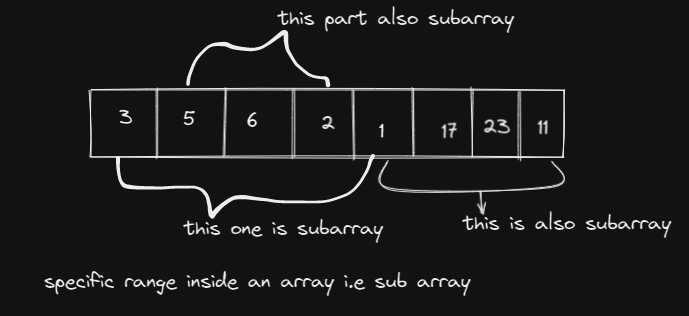 this part also subarray
3 5 6 2 1 17 23 11
this one is subarray
this is also subarray
specific range inside an array i.e sub array